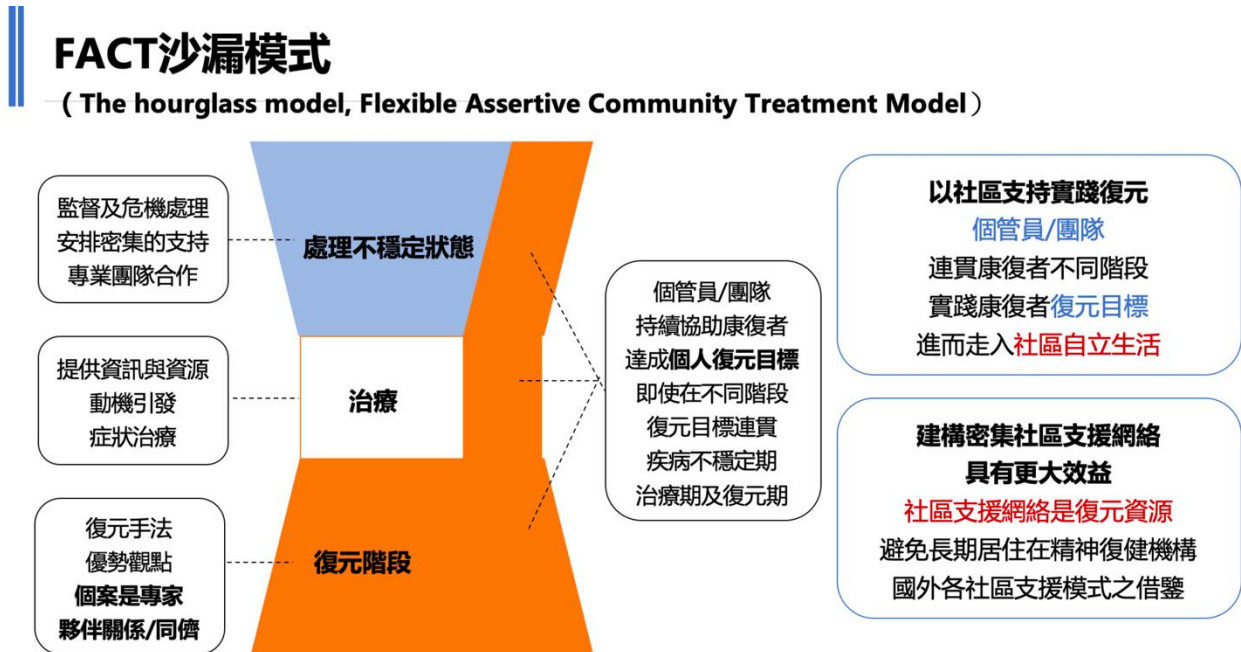 FACT沙漏模式
（The hourglass model, Flexible Assertive Community Treatment Model）
監督及危機處理
安排密集的支持
專業團隊合作
處理不穩定狀態
提供資訊與資源
動機引發
症狀治療
治療
復元手法
優勢觀點
個案是專家
夥伴關係/同儕
復元階段
個管員/團隊
持續協助康復者
達成個人復元目標
即使在不同階段
復元目標連貫
疾病不穩定期
治療期及復元期
以社區支持實踐復元
個管員/團隊
連貫康復者不同階段
實踐康復者復元目標
進而走入社區自立生活
建構密集社區支援網絡
具有更大效益
社區支援網絡是復元資源
避免長期居住在精神復健機構
國外各社區支援模式之借鑒